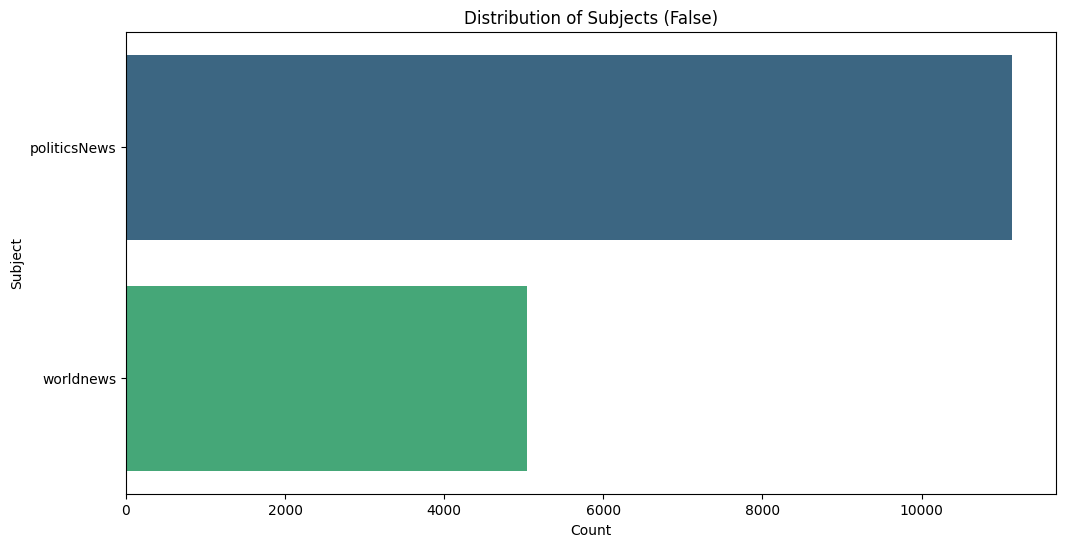 Distribution of Subjects (False)
politicsNews
worldnews
Subject
0 2000 4000 6000 8000 10000
Count